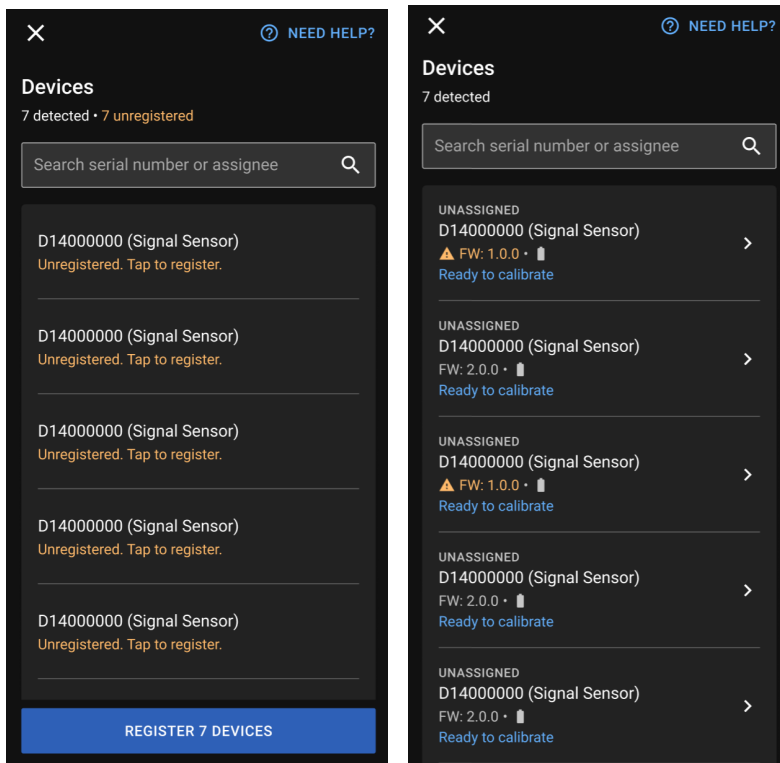 NEED HELP?
Devices
7 detected • 7 unregistered
Search serial number or assignee
D14000000 (Signal Sensor)
Unregistered. Tap to register.
D14000000 (Signal Sensor)
Unregistered. Tap to register.
D14000000 (Signal Sensor)
Unregistered. Tap to register.
D14000000 (Signal Sensor)
Unregistered. Tap to register.
D14000000 (Signal Sensor)
Unregistered. Tap to register.
REGISTER 7 DEVICES
NEED HELP?
Devices
7 detected
Search serial number or assignee
UNASSIGNED
D14000000 (Signal Sensor)
FW: 1.0.0 •
Ready to calibrate
UNASSIGNED
D14000000 (Signal Sensor)
FW: 2.0.0 •
Ready to calibrate
UNASSIGNED
D14000000 (Signal Sensor)
FW: 1.0.0 •
Ready to calibrate
UNASSIGNED
D14000000 (Signal Sensor)
FW: 2.0.0 •
Ready to calibrate
UNASSIGNED
D14000000 (Signal Sensor)
FW: 2.0.0 •
Ready to calibrate